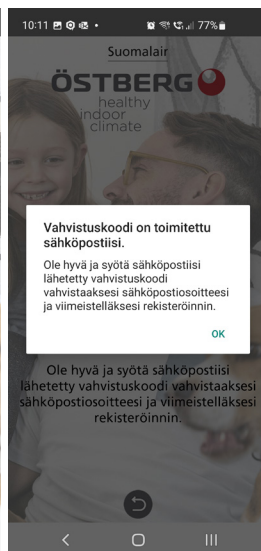 10:11
77%
Suomalair
ÖSTBERG
healthy
indoor
climate
Vahvistuskoodi on toimitettu
sähköpostiisi.
Ole hyvä ja syötä sähköpostiisi
lähetetty vahvistuskoodi
vahvistaaksesi sähköpostiosoitteesi
ja viimeistelläksesi rekisteröinnin.
OK
Ole hyvä ja syötä sähköpostiisi
lähetetty vahvistuskoodi vahvistaaksesi
sähköpostiosoitteesi ja viimeistelläksesi
rekisteröinnin.